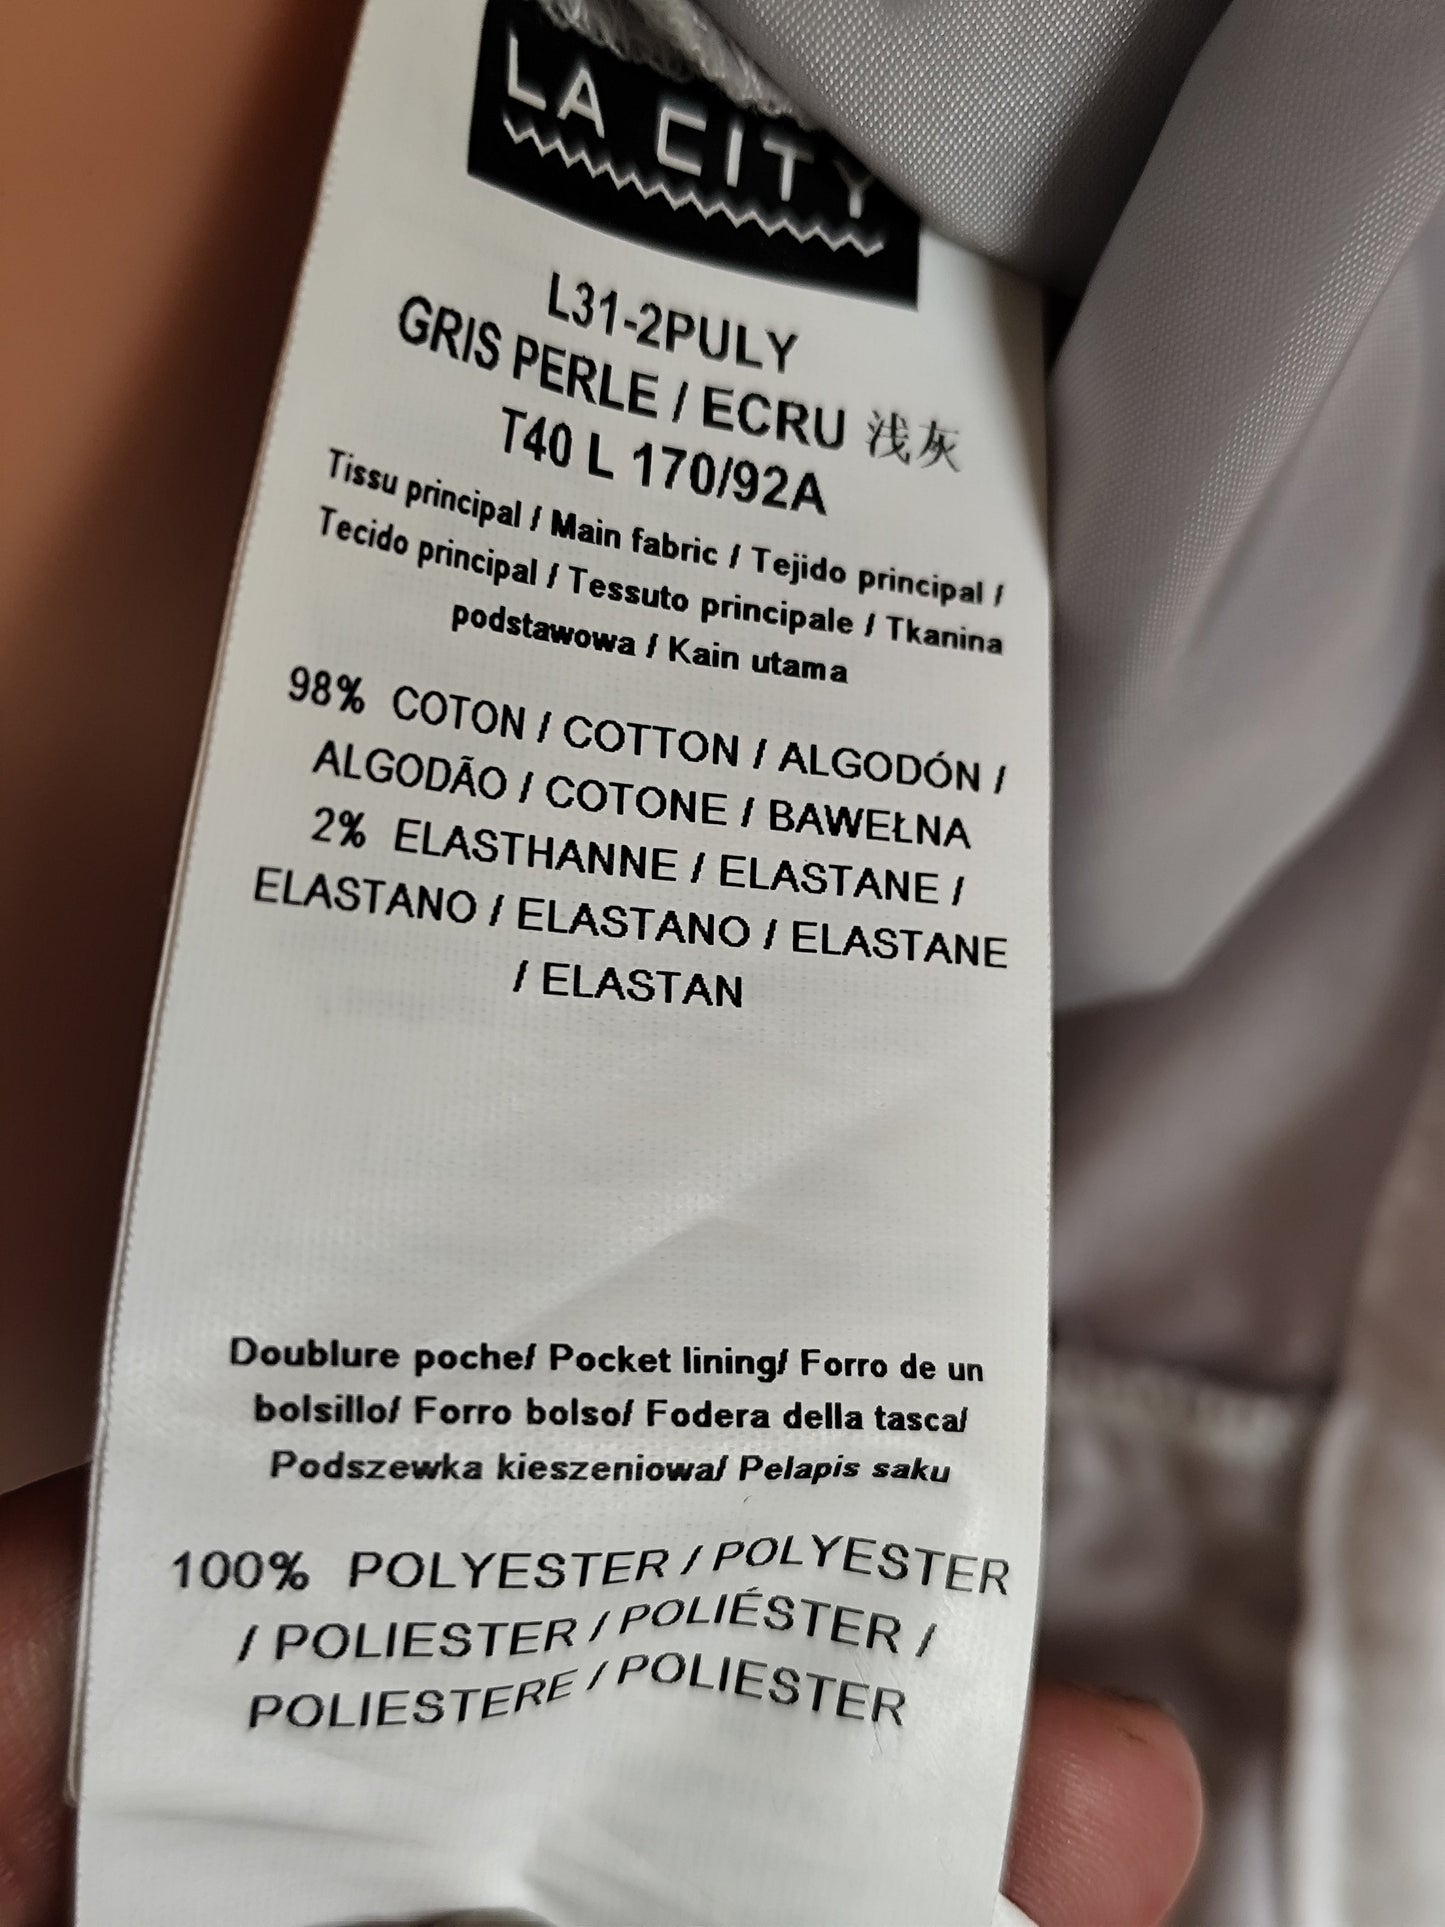 LA CITY
L31-2PULY
GRIS PERLE / ECRU 浅灰
T40 L 170/92A
Tissu principal / Main fabric / Tejido principal /
Tecido principal / Tessuto principale / Tkanina
podstawowa / Kain utama
98% COTON / COTTON / ALGODÓN /
ALGODÃO / COTONE / BAWEŁNA
2% ELASTHANNE / ELASTANE /
ELASTANO / ELASTANO / ELASTANE
/ ELASTAN
Doublure poche/ Pocket lining/ Forro de un
bolsillo/ Forro bolso/ Fodera della tasca/
Podszewka kieszeniowa/ Pelapis saku
100% POLYESTER / POLYESTER
/ POLIESTER / POLIÉSTER /
POLIESTERE / POLIESTER